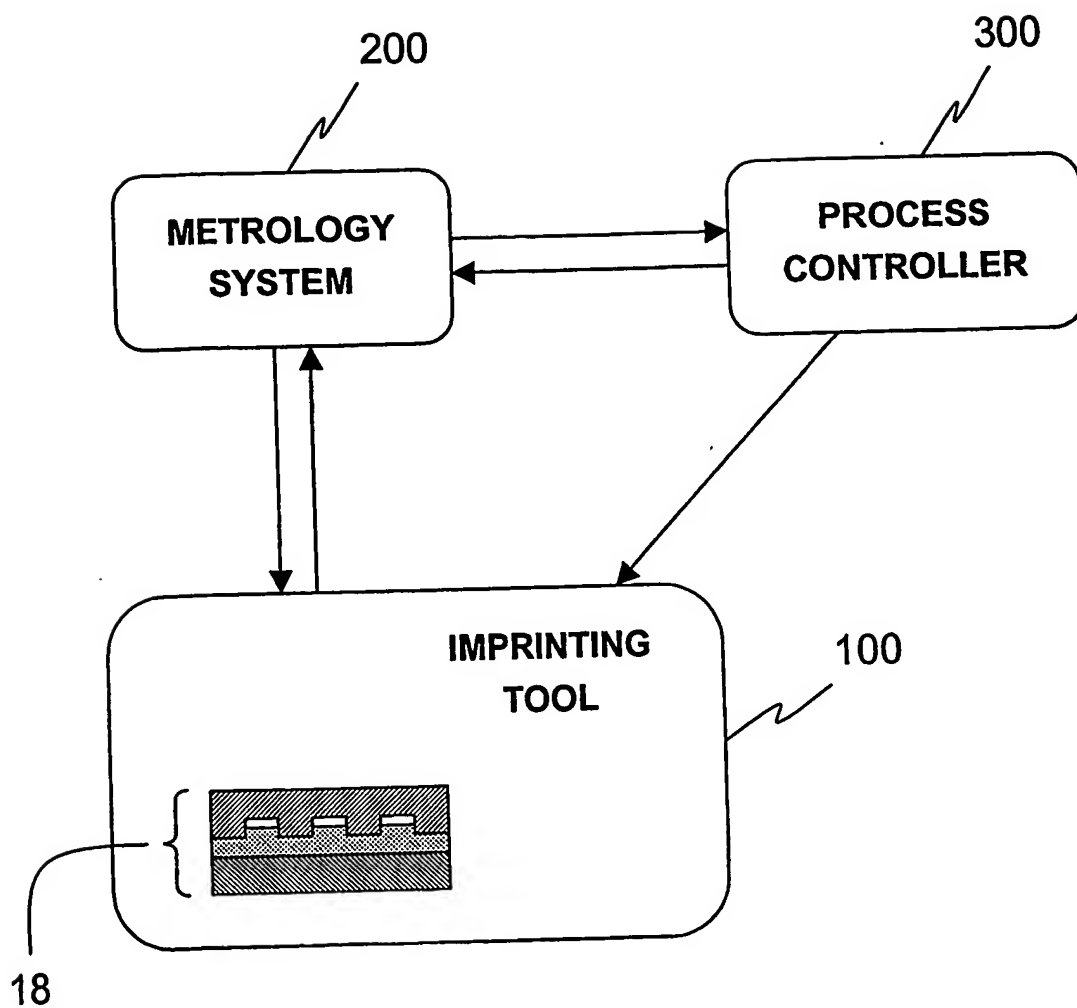 200
300
METROLOGY
SYSTEM
PROCESS
CONTROLLER
IMPRINTING
TOOL
100
18